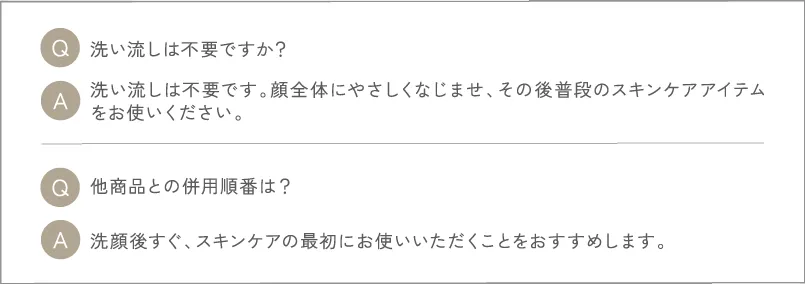 Q 洗い流しは不要ですか？
A 洗い流しは不要です。顔全体にやさしくなじませ、その後普段のスキンケアアイテム
をお使いください。
Q 他商品との併用順番は？
A 洗顔後すぐ、スキンケアの最初にお使いいただくことをおすすめします。